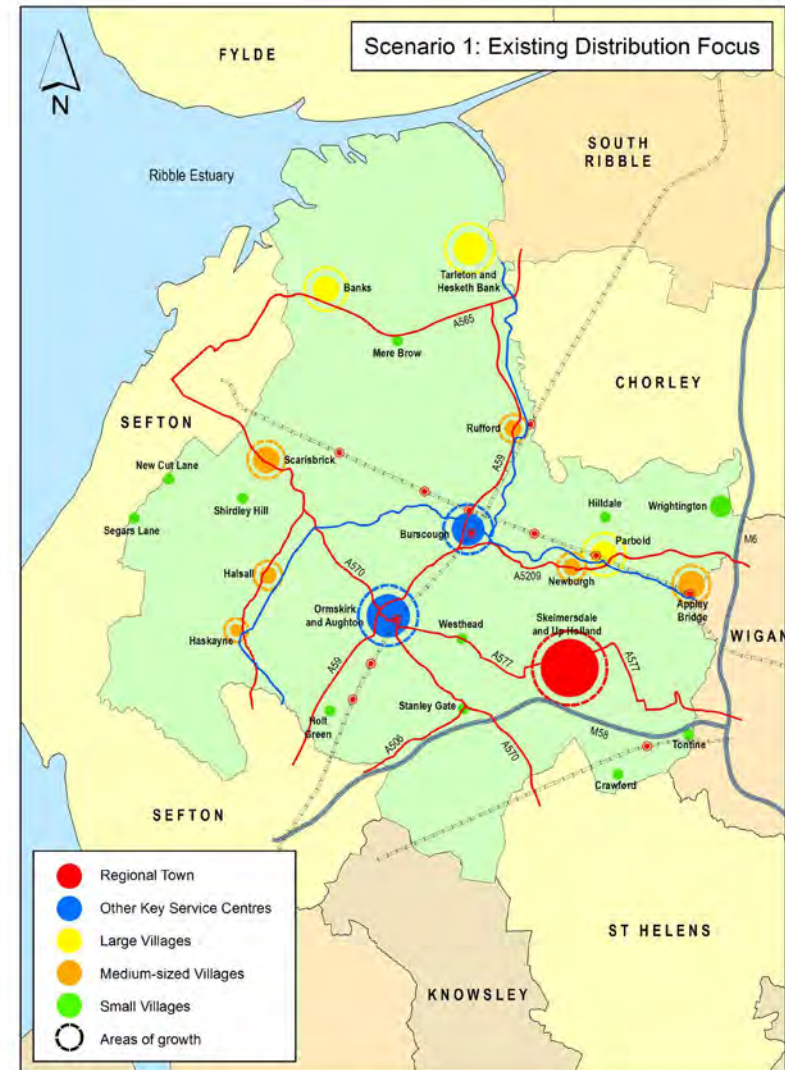 Scenario 1: Existing Distribution Focus
N
FYLDE
SOUTH
RIBBLE
Ribble Estuary
Banks
Tarleton and
Hesketh Bank
A565
Mere Brow
CHORLEY
SEFTON
Rufford
A59
Scarisbrick
New Cut Lane
Shirdley Hill
Segars Lane
Hilldale
Wrightington
Burscough
Parbold
M6
A570
Halsall
A5209
Newburgh
Appley
Bridge
Ormskirk
and Aughton
Westhead
Skelmersdale
and Up Holland
WIGAN
Haskayne
A577
A577
A59
Holt
Green
Stanley Gate
M58
Tontine
A506
A570
Crawford
SEFTON
ST HELENS
KNOWSLEY
Regional Town
Other Key Service Centres
Large Villages
Medium-sized Villages
Small Villages
Areas of growth